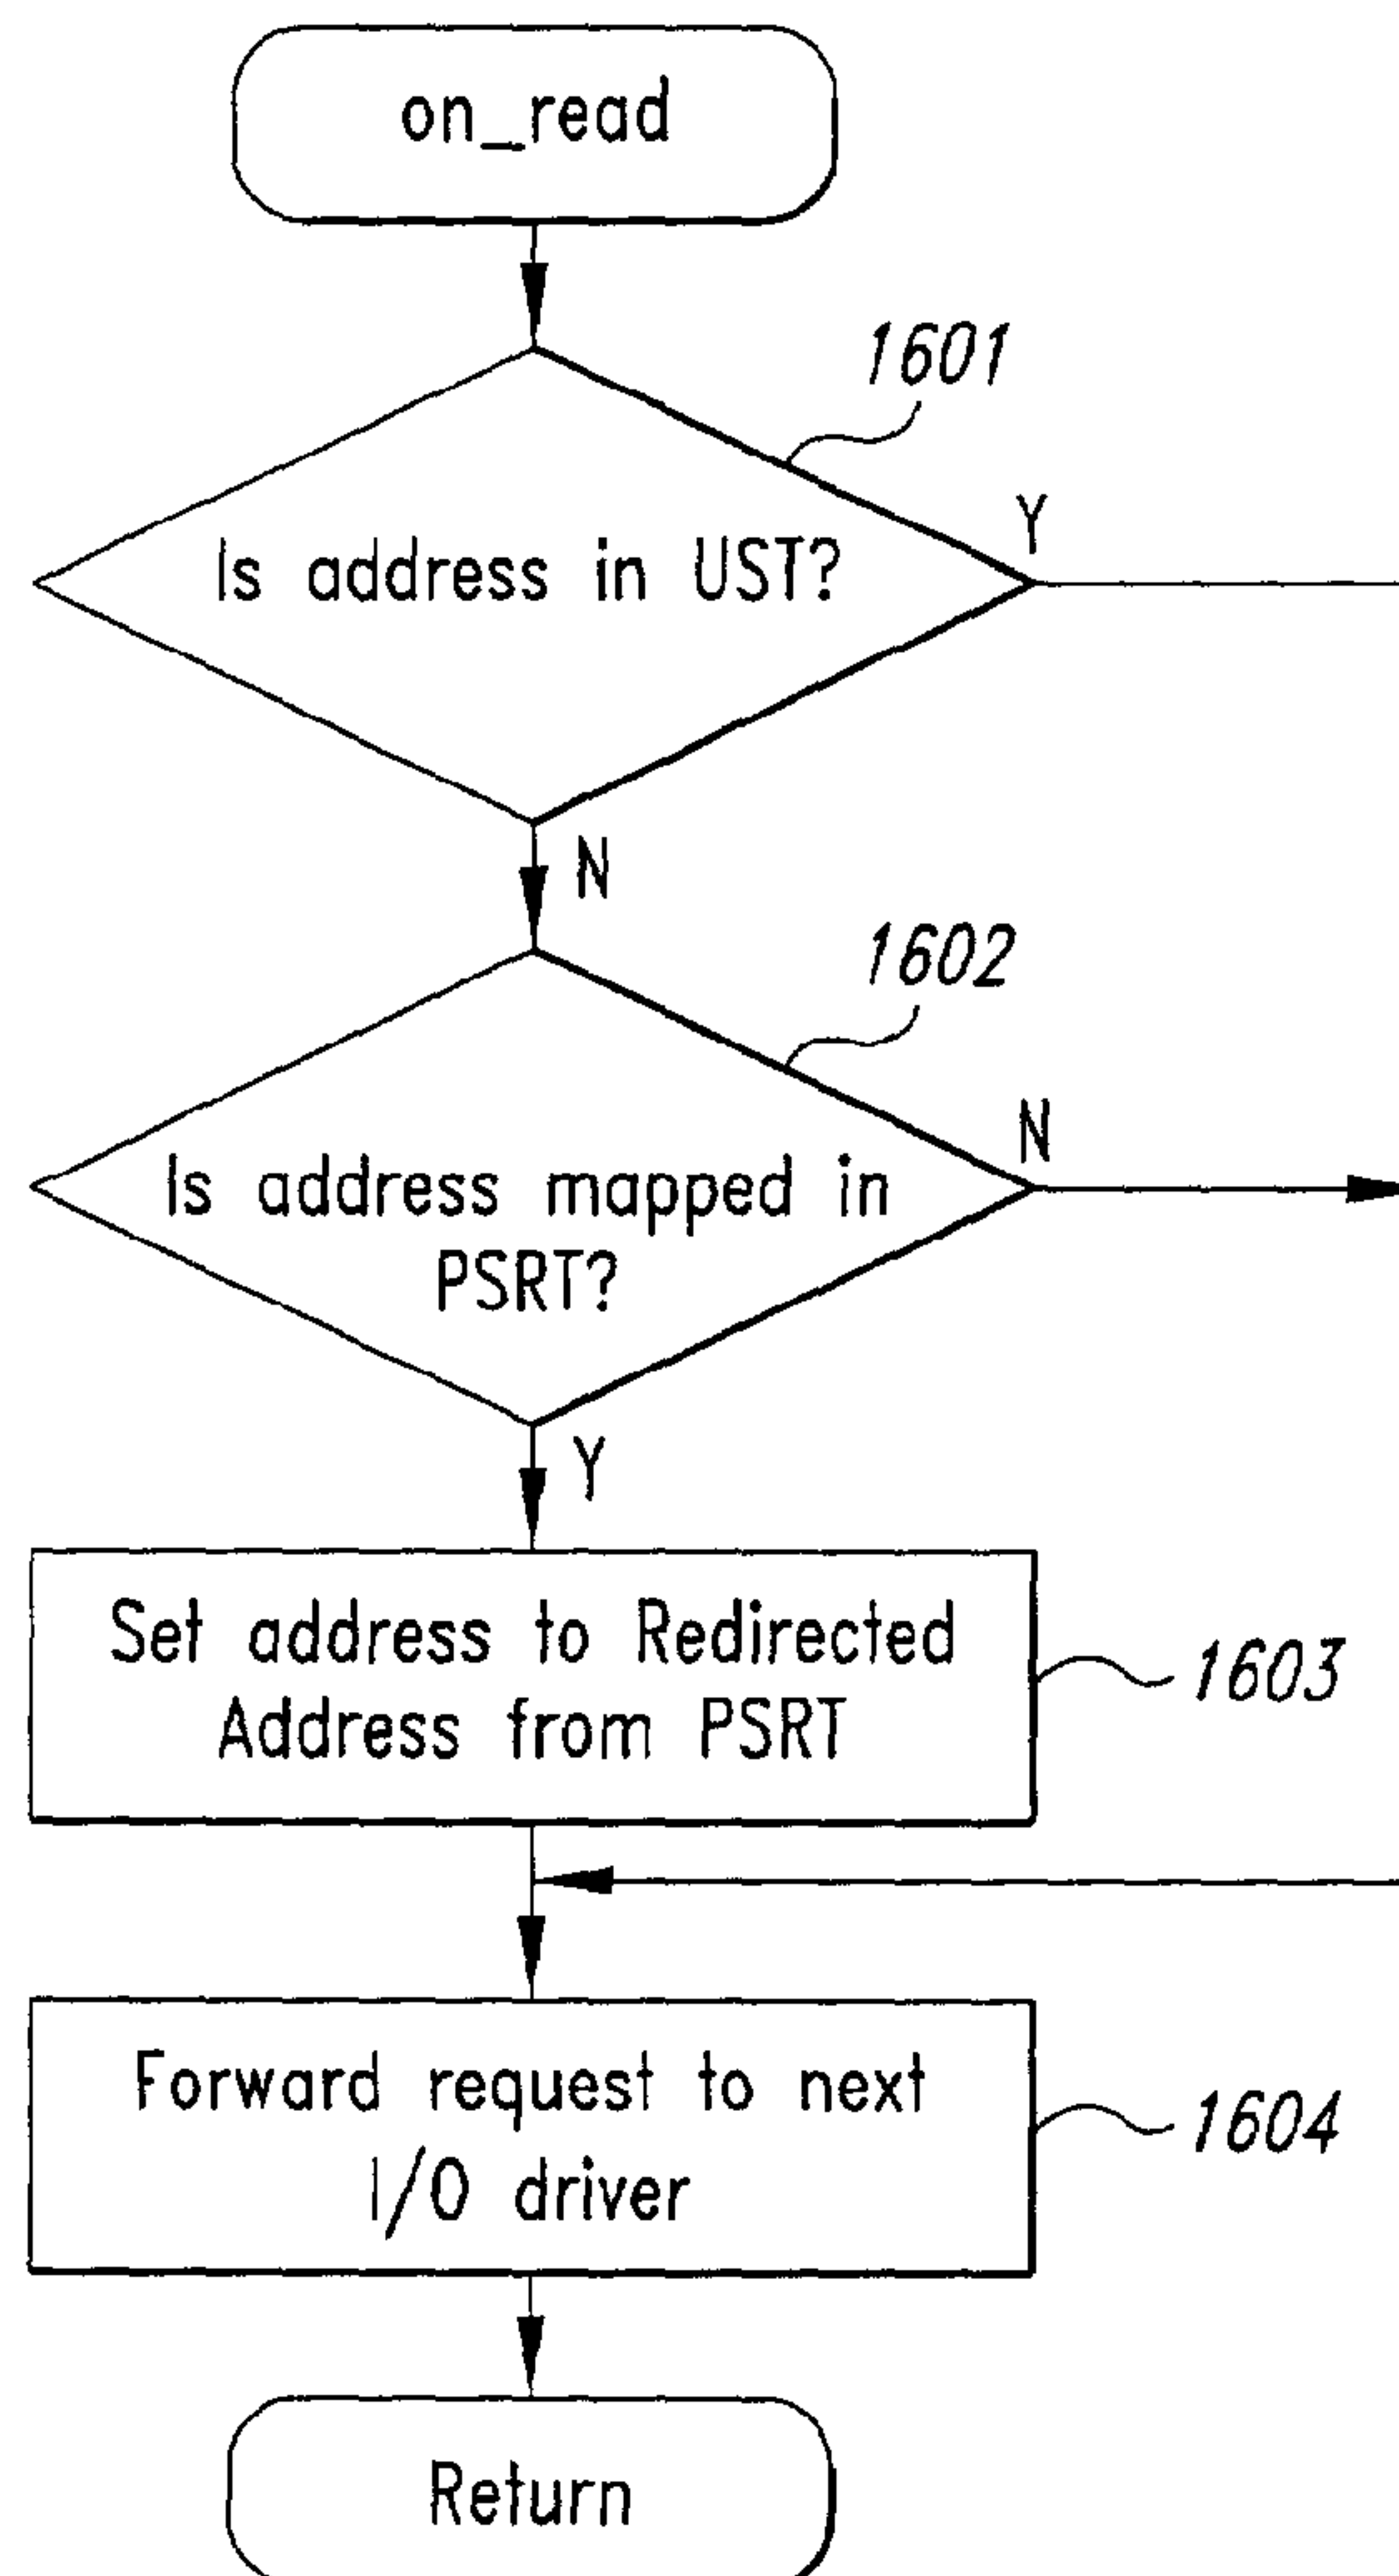 on_read
1601
Is address in UST?
Y
N
1602
Is address mapped in
PSRT?
N
Y
Set address to Redirected
Address from PSRT
1603
Forward request to next
I/O driver
1604
Return